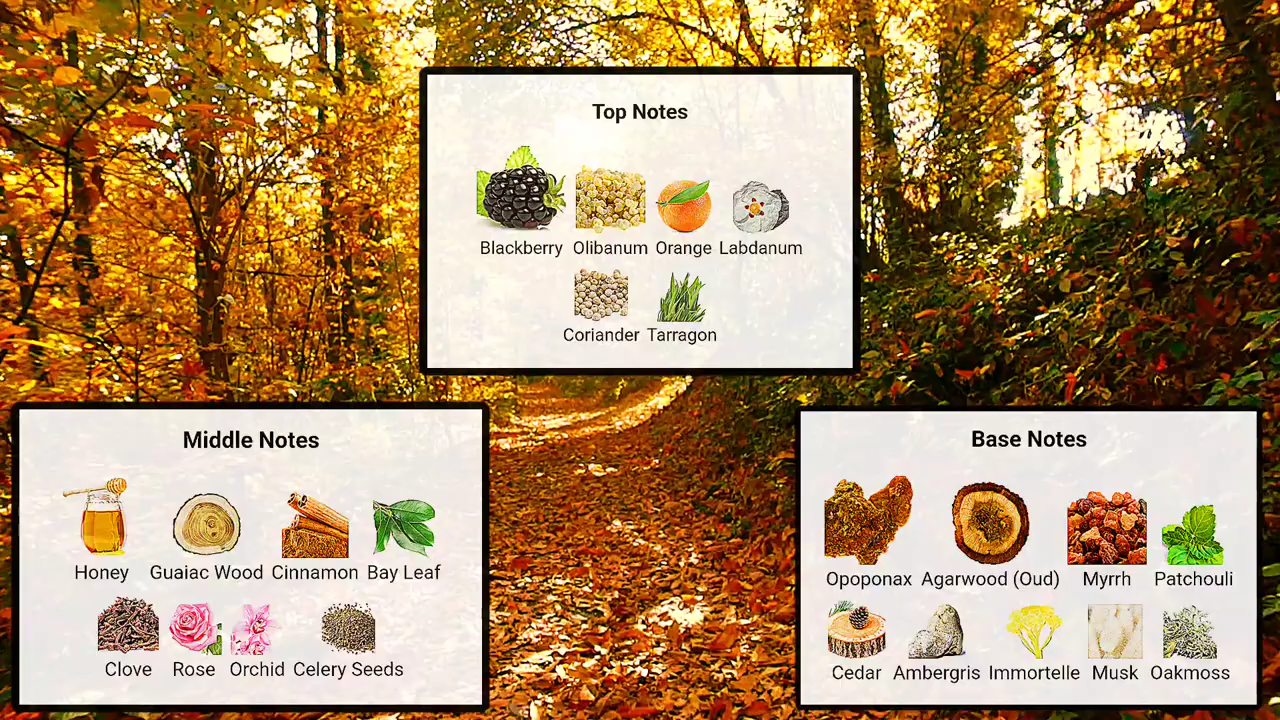 Top Notes
Blackberry Olibanum Orange Labdanum
Coriander Tarragon
Middle Notes
Honey Guaiac Wood Cinnamon Bay Leaf
Clove Rose Orchid Celery Seeds
Base Notes
Opoponax Agarwood (Oud) Myrrh Patchouli
Cedar Ambergris Immortelle Musk Oakmoss